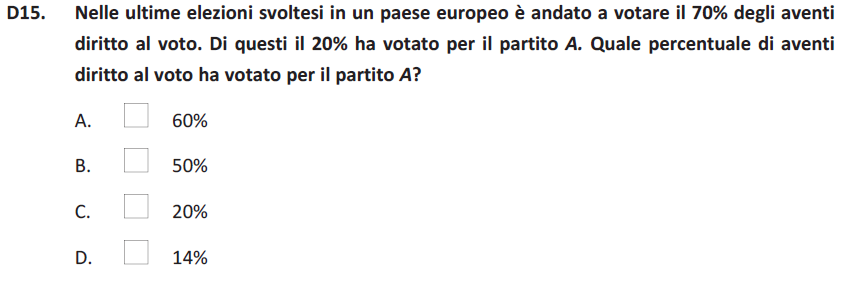 D15. Nelle ultime elezioni svoltesi in un paese europeo è andato a votare il 70% degli aventi
diritto al voto. Di questi il 20% ha votato per il partito A. Quale percentuale di aventi
diritto al voto ha votato per il partito A?
A. 60%
B. 50%
C. 20%
D. 14%